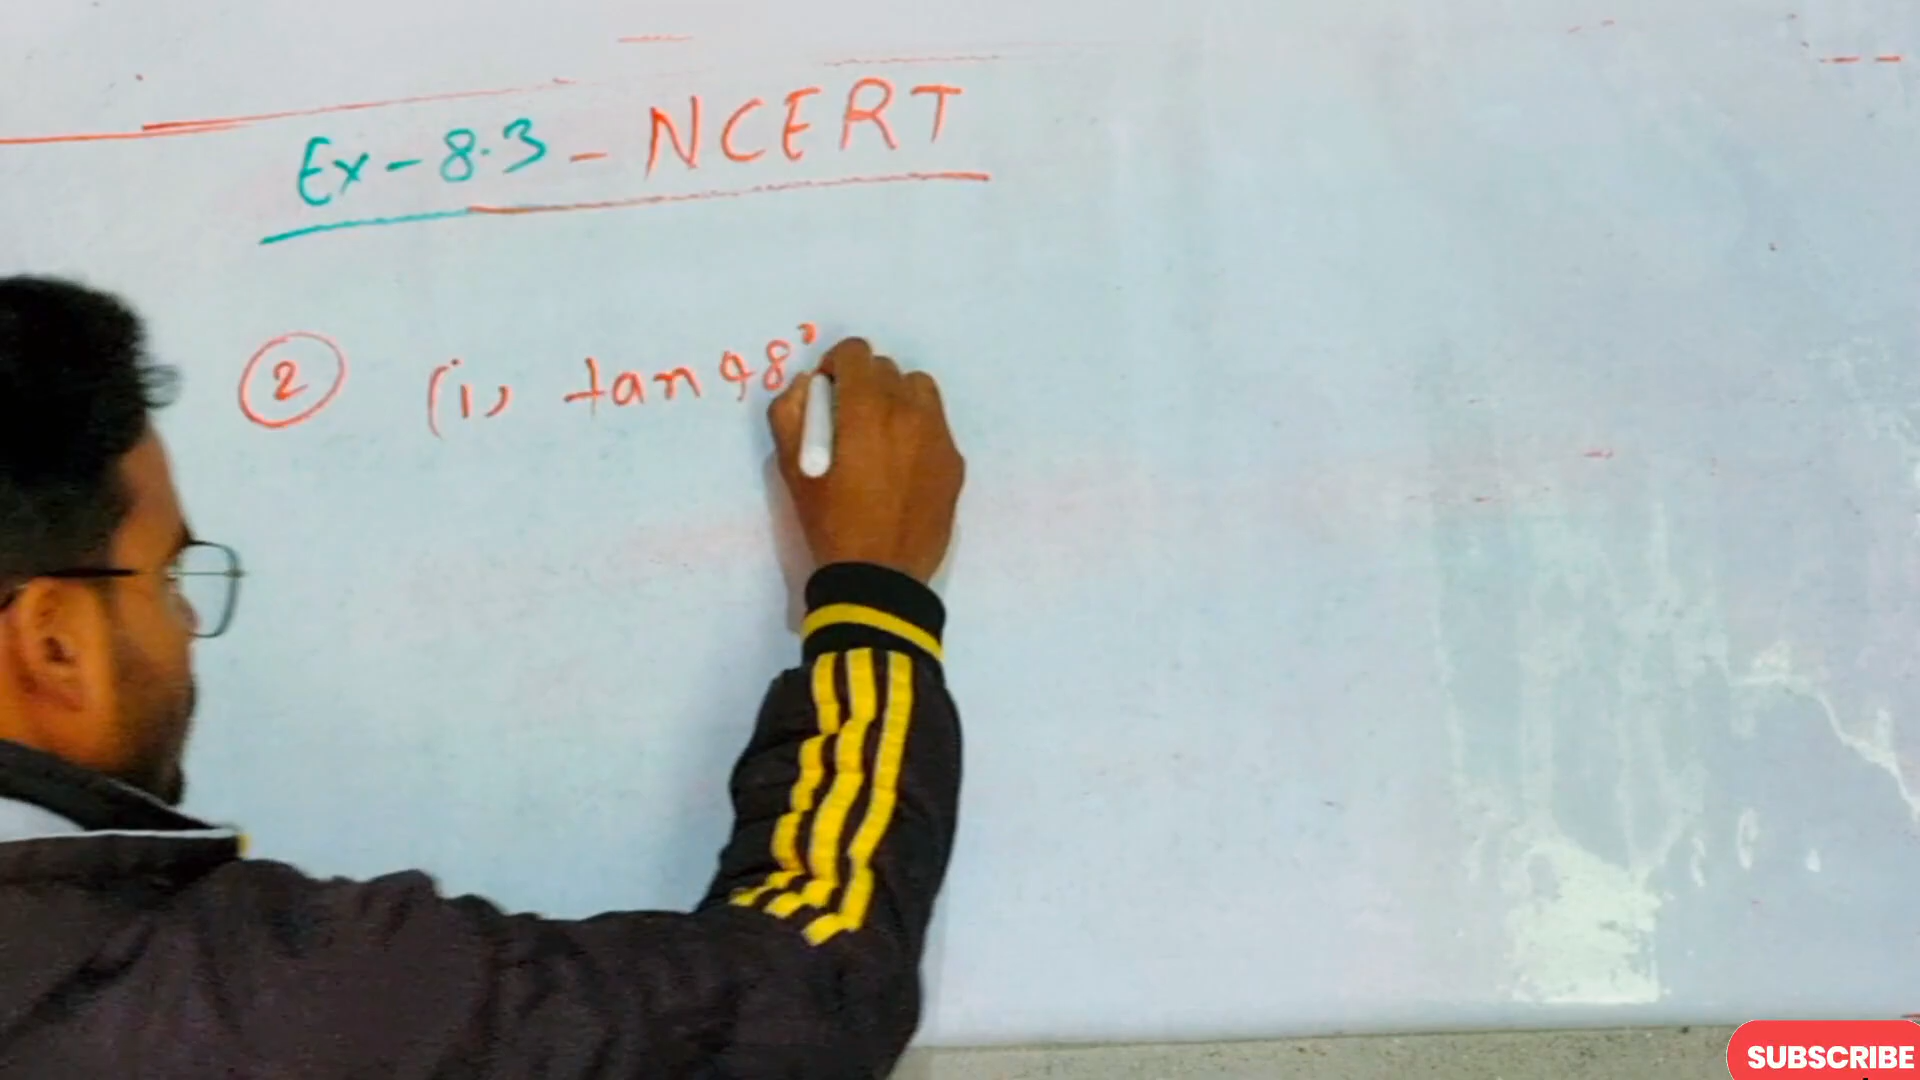 Ex-8.3-NCERT
② (i) tan 48°
SUBSCRIBE